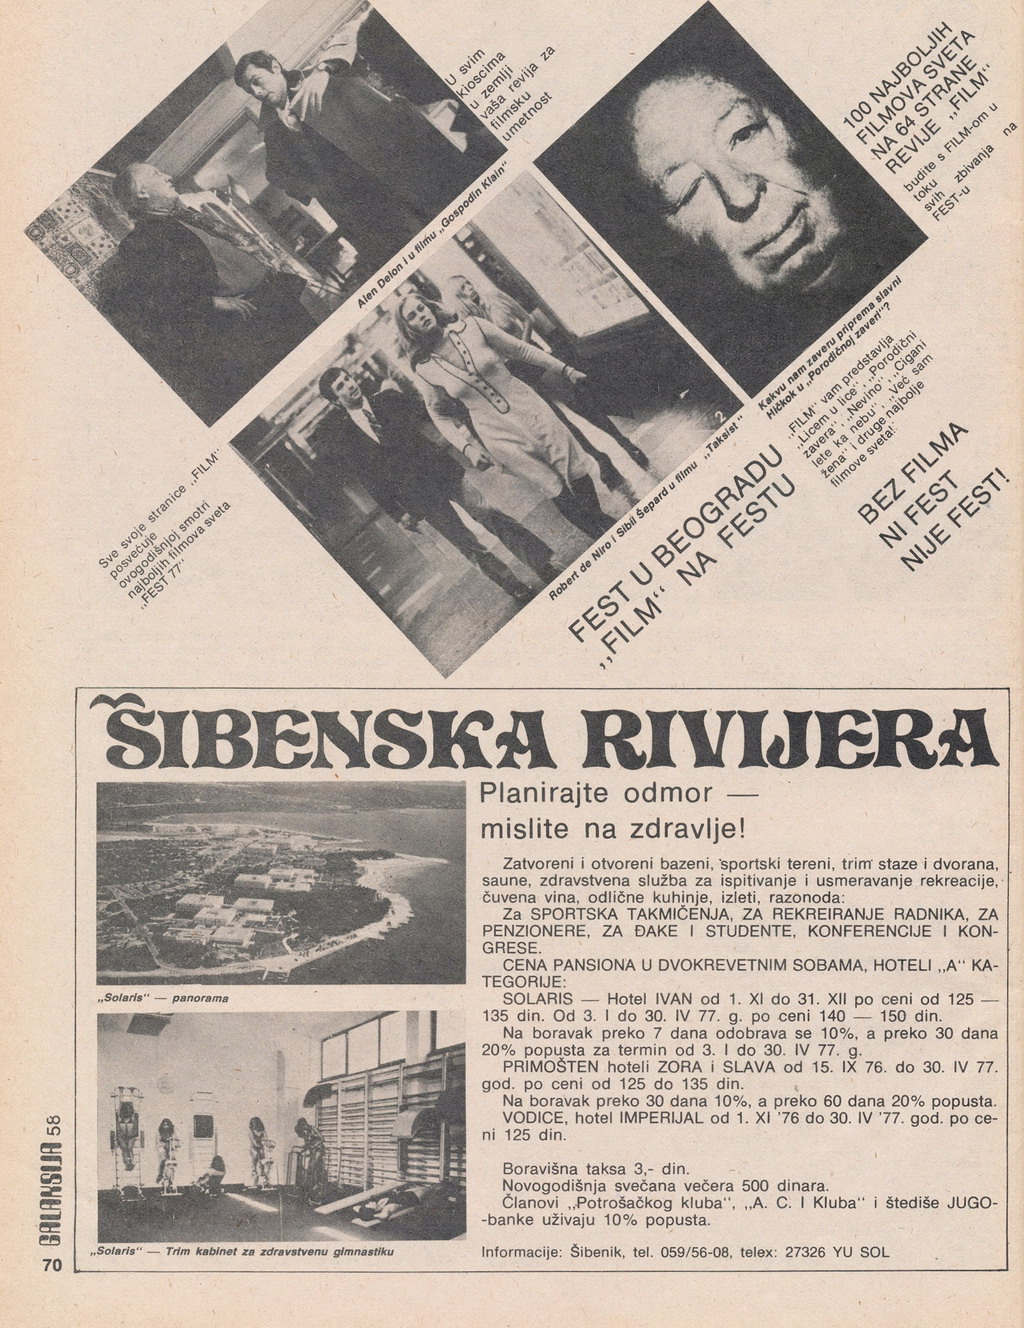 U svim
kioscima
u zemlji
vaša revija za
filmsku
umetnost
Alen Delon i u filmu „Gospodin Klain"
100 NAJBOLJIH
FILMOVA SVETA
NA 64 STRANE
REVIJE „FILM"
budite s FILM-om u
toku zbivanja na
svih
FEST-u
Kakvu nam zaveru priprema slavni
Hičkok u „Porodičnoj zaveri"?
„FILM" vam predstavlja
„Licem u lice", „Porodični
zavera", „Nevino", „Cigani
lete ka nebu", „Već sam
žena" i druge najbolje
filmove sveta!
Robert de Niro i Sibil Šepard u filmu „Taksist"
Sve svoje stranice „FILM"
posvećuje
ovogodišnjoj smotri
najboljih filmova sveta
„FEST 77"
FEST U BEOGRADU
„FILM" NA FESTU
BEZ FILMA
NI FEST
NIJE FEST!
ŠIBENSKA RIVIJERA
Planirajte odmor —
mislite na zdravlje!
Zatvoreni i otvoreni bazeni, sportski tereni, trim staze i dvorana,
saune, zdravstvena služba za ispitivanje i usmeravanje rekreacije,
čuvena vina, odlične kuhinje, izleti, razonoda:
Za SPORTSKA TAKMIČENJA, ZA REKREIRANJE RADNIKA, ZA
PENZIONERE, ZA ĐAKE I STUDENTE, KONFERENCIJE I KON-
GRESE.
CENA PANSIONA U DVOKREVETNIM SOBAMA, HOTELI „A" KA-
TEGORIJE:
SOLARIS — Hotel IVAN od 1. XI do 31. XII po ceni od 125 —
135 din. Od 3. I do 30. IV 77. g. po ceni 140 — 150 din.
Na boravak preko 7 dana odobrava se 10%, a preko 30 dana
20% popusta za termin od 3. I do 30. IV 77. g.
PRIMOŠTEN hoteli ZORA i SLAVA od 15. IX 76. do 30. IV 77.
god. po ceni od 125 do 135 din.
Na boravak preko 30 dana 10%, a preko 60 dana 20% popusta.
VODICE, hotel IMPERIJAL od 1. XI '76 do 30. IV '77. god. po ce-
ni 125 din.
Boravišna taksa 3,- din.
Novogodišnja svečana večera 500 dinara.
Članovi „Potrošačkog kluba", „A. C. I Kluba" i štediše JUGO-
-banke uživaju 10% popusta.
Informacije: Šibenik, tel. 059/56-08, telex: 27326 YU SOL
„Solaris" — panorama
„Solaris" — Trim kabinet za zdravstvenu gimnastiku
GALAKSIJA 58
70